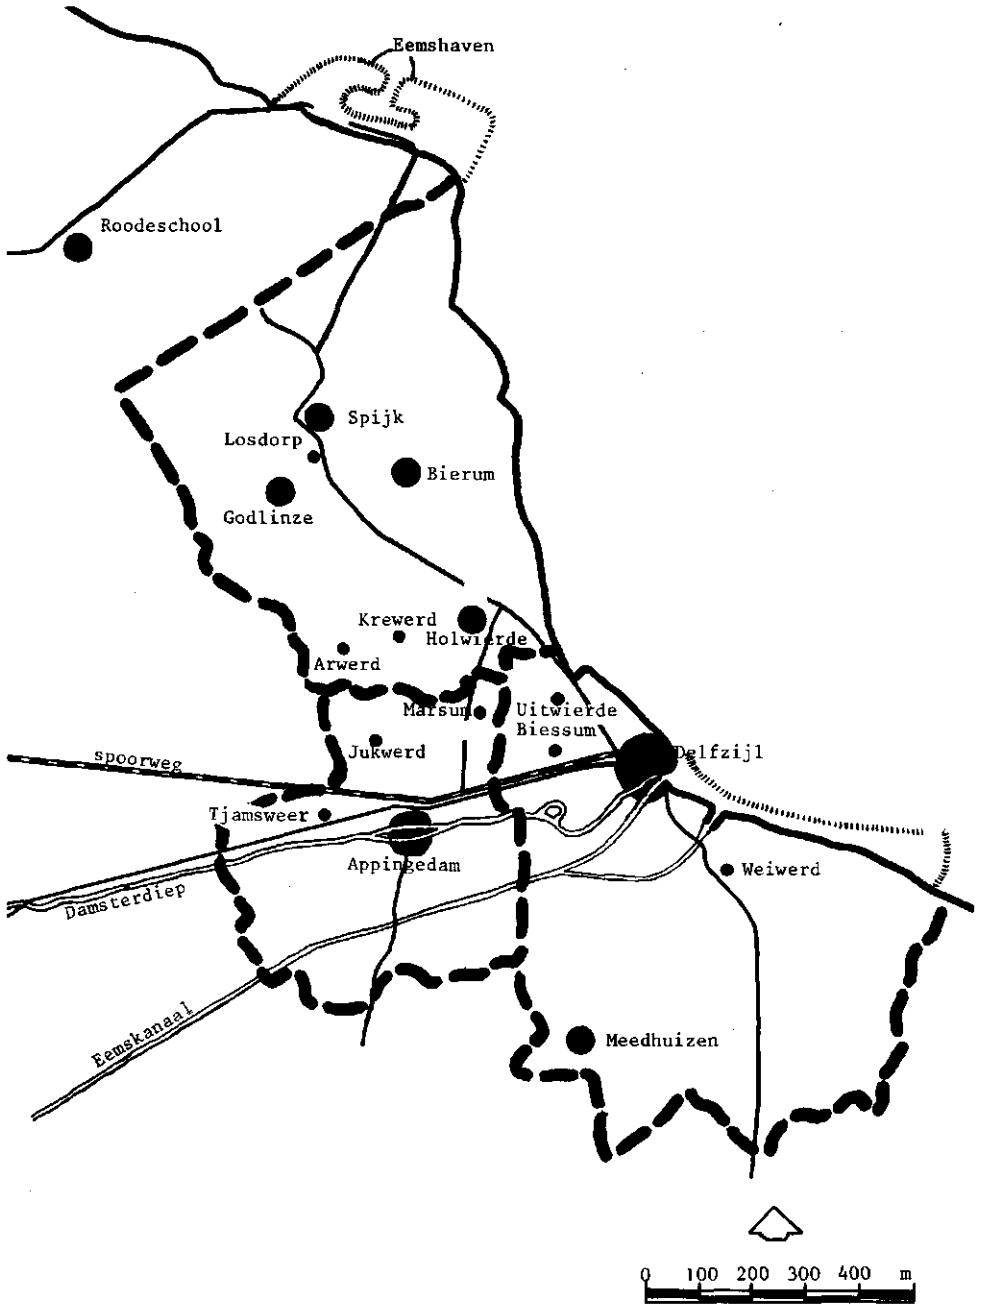 Eemshaven
Roodeschool
Spijk
Losdorp
Bierum
Godlinze
Krewerd
Holwierde
Arwerd
Marsum
Uitwierde
Biessum
Jukwerd
Delfzijl
spoorweg
Tjamsweer
Appingedam
Weiwerd
Damsterdiep
Eemskanaal
Meedhuizen
0 100 200 300 400 m